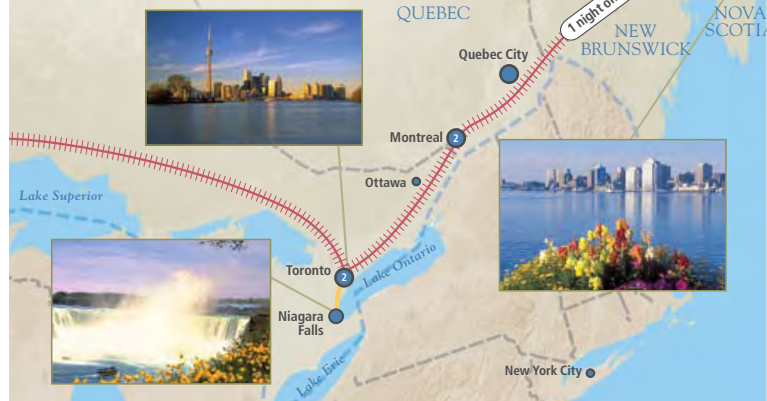 QUEBEC
1 night on
NOVA
SCOTIA
NEW
BRUNSWICK
Quebec City
Montreal
2
Ottawa
Lake Superior
Lake Ontario
Toronto
2
Niagara
Falls
Lake Erie
New York City